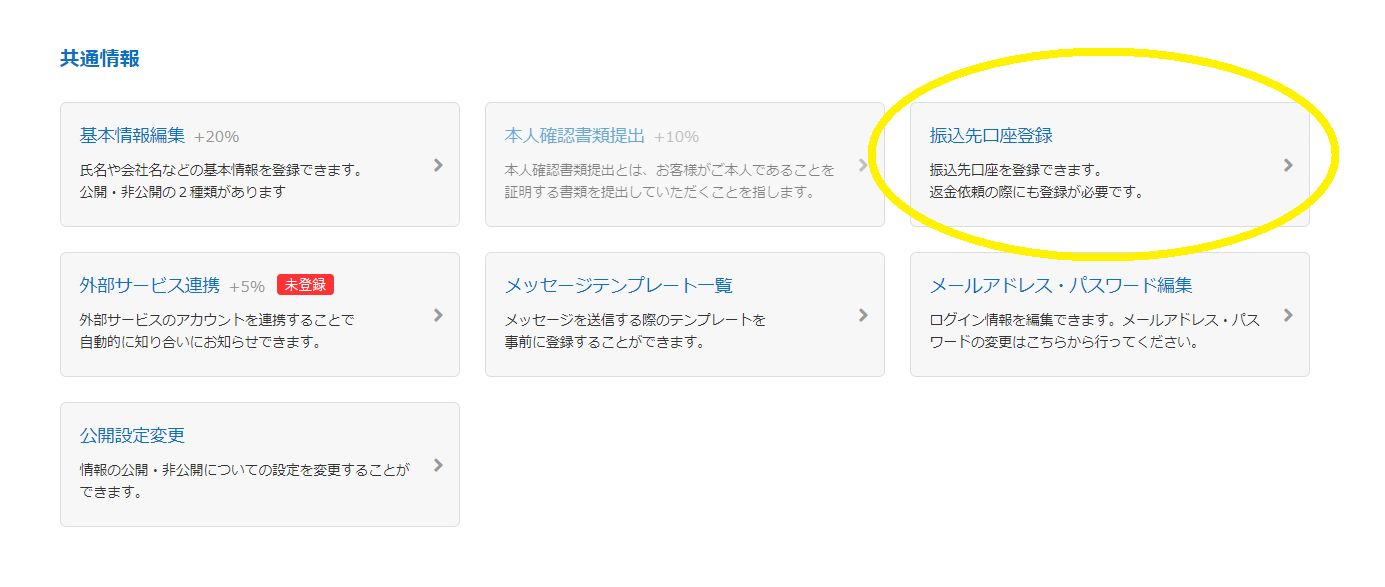 共通情報
基本情報編集 +20%
氏名や会社名などの基本情報を登録できます。
公開・非公開の２種類があります
本人確認書類提出 +10%
本人確認書類提出とは、お客様がご本人であることを
証明する書類を提出していただくことを指します。
振込先口座登録
振込先口座を登録できます。
返金依頼の際にも登録が必要です。
外部サービス連携 +5% 未登録
外部サービスのアカウントを連携することで
自動的に知り合いにお知らせできます。
メッセージテンプレート一覧
メッセージを送信する際のテンプレートを
事前に登録することができます。
メールアドレス・パスワード編集
ログイン情報を編集できます。メールアドレス・パス
ワードの変更はこちらから行ってください。
公開設定変更
情報の公開・非公開についての設定を変更することが
できます。